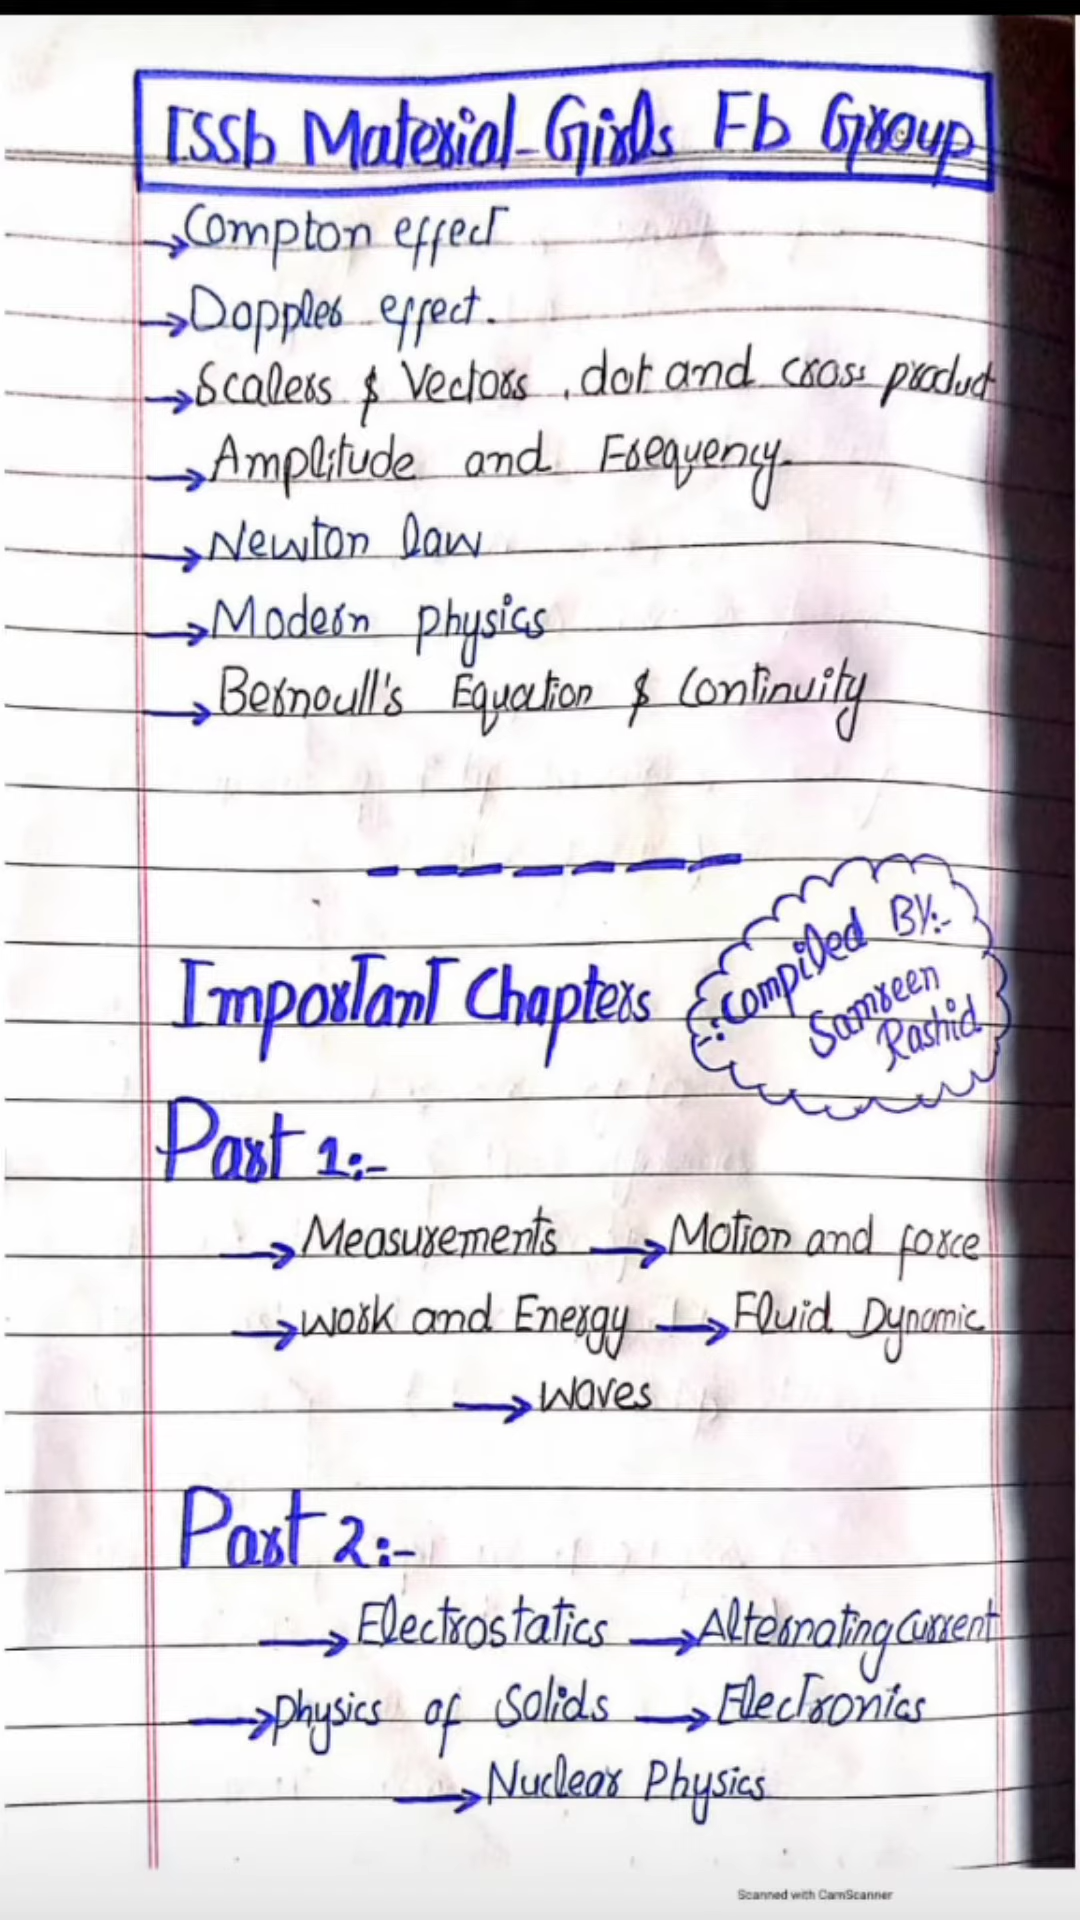 ISSb Material-Girls Fb Group
→Compton effect
→Doppler effect.
→Scalers & Vectors, dot and cross product
→Amplitude and Frequency.
→Newton law
→Modern physics
→Bernoull's Equation & Continuity
Important Chapters
:Compiled BY:-
Samreen
Rashid
Part 1:-
→Measurements →Motion and force
→Work and Energy →Fluid Dynamic
→Waves
Part 2:-
→Electrostatics →Alternating current
→Physics of Solids →Electronics
→Nuclear Physics
Scanned with CamScanner